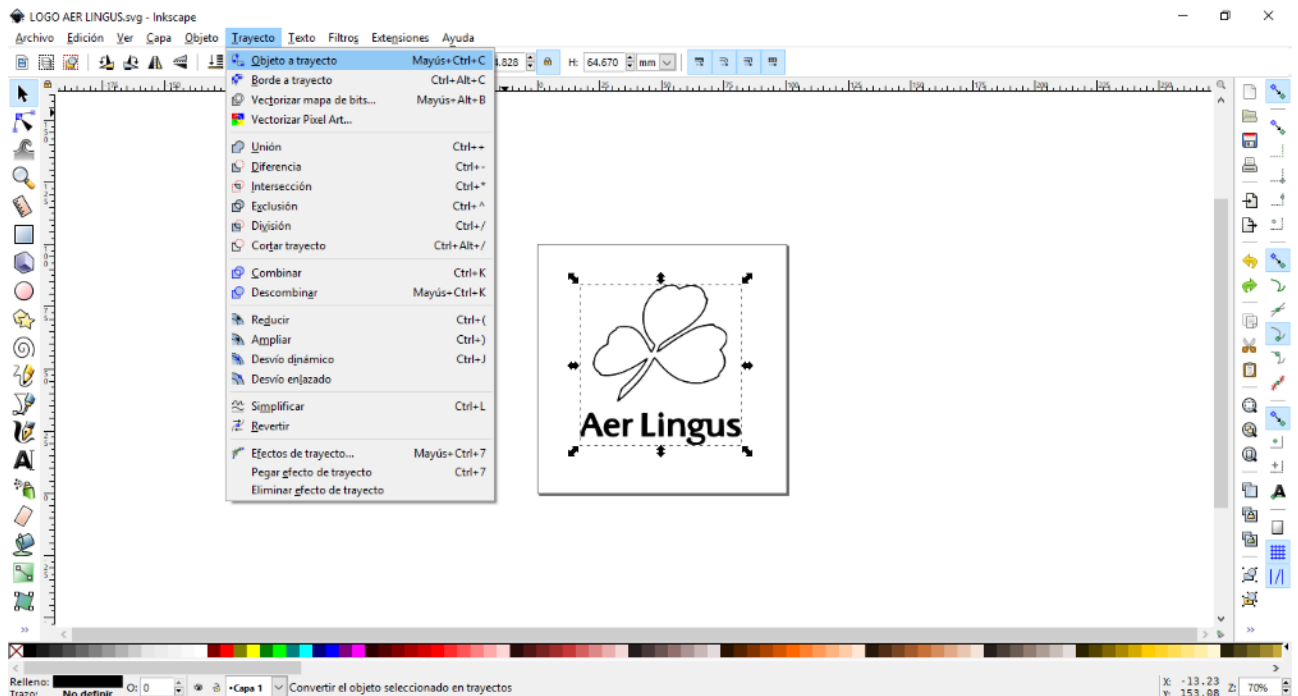 LOGO AER LINGUS.svg - Inkscape
Archivo Edición Ver Capa Objeto Trayecto Texto Filtros Extensiones Ayuda
4.828 H: 64.670 mm
Objeto a trayecto Mayús+Ctrl+C
Borde a trayecto Ctrl+Alt+C
Vectorizar mapa de bits... Mayús+Alt+B
Vectorizar Pixel Art...
Unión Ctrl++
Diferencia Ctrl+-
Intersección Ctrl+*
Exclusión Ctrl+^
División Ctrl+/
Cortar trayecto Ctrl+Alt+/
Combinar Ctrl+K
Descombinar Mayús+Ctrl+K
Reducir Ctrl+(
Ampliar Ctrl+)
Desvío dinámico Ctrl+J
Desvío enlazado
Simplificar Ctrl+L
Revertir
Efectos de trayecto... Mayús+Ctrl+7
Pegar efecto de trayecto Ctrl+7
Eliminar efecto de trayecto
Aer Lingus
Relleno:
Trazo: No definir O: 0 •Capa 1 Convertir el objeto seleccionado en trayectos
X: -13.23
Y: 153.08
Z: 70%